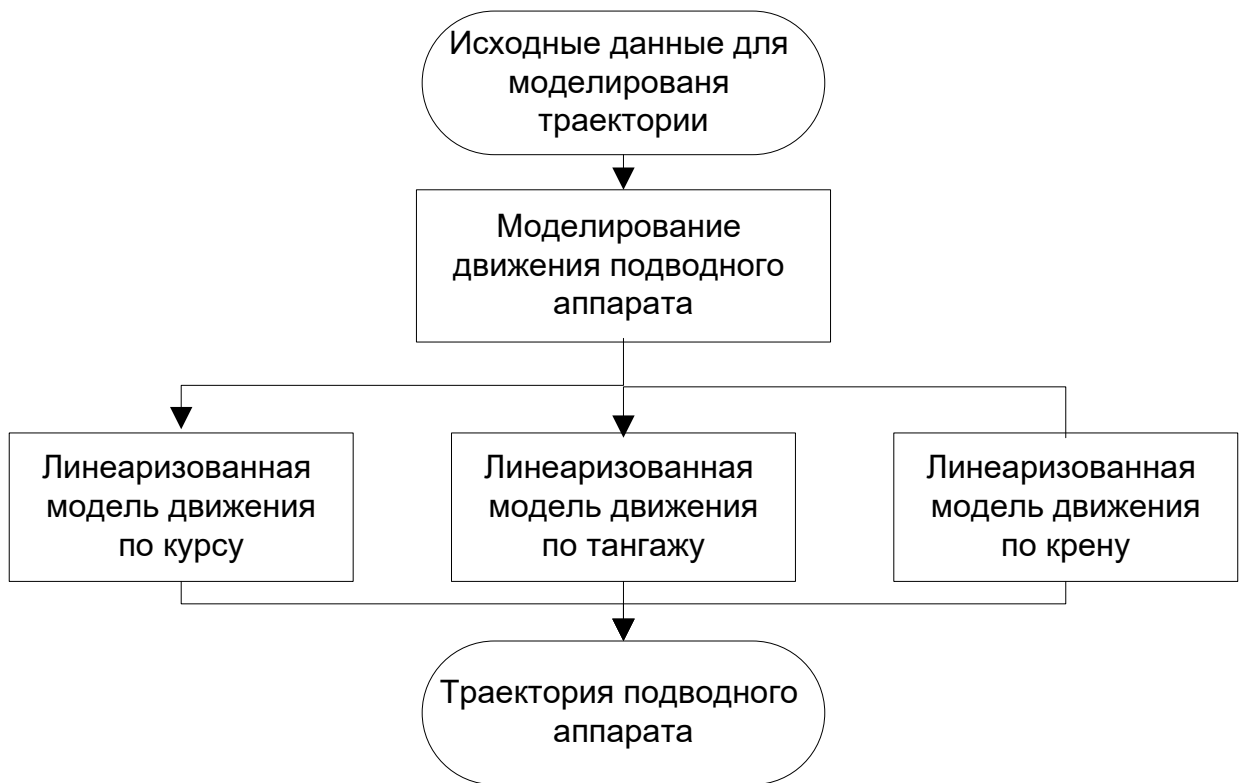 Исходные данные для
моделированя
траектории
Моделирование
движения подводного
аппарата
Линеаризованная
модель движения
по курсу
Линеаризованная
модель движения
по тангажу
Линеаризованная
модель движения
по крену
Траектория подводного
аппарата